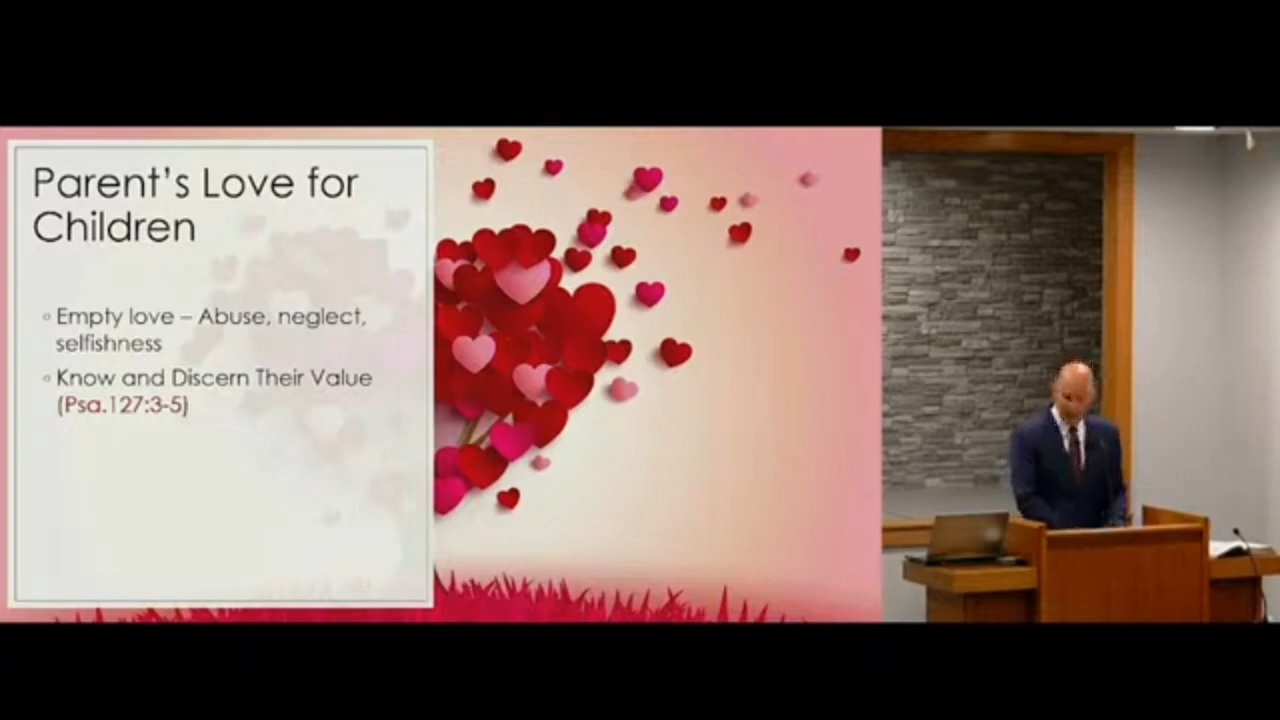 Parent's Love for
Children
◦ Empty love – Abuse, neglect,
selfishness
◦ Know and Discern Their Value
(Psa.127:3-5)